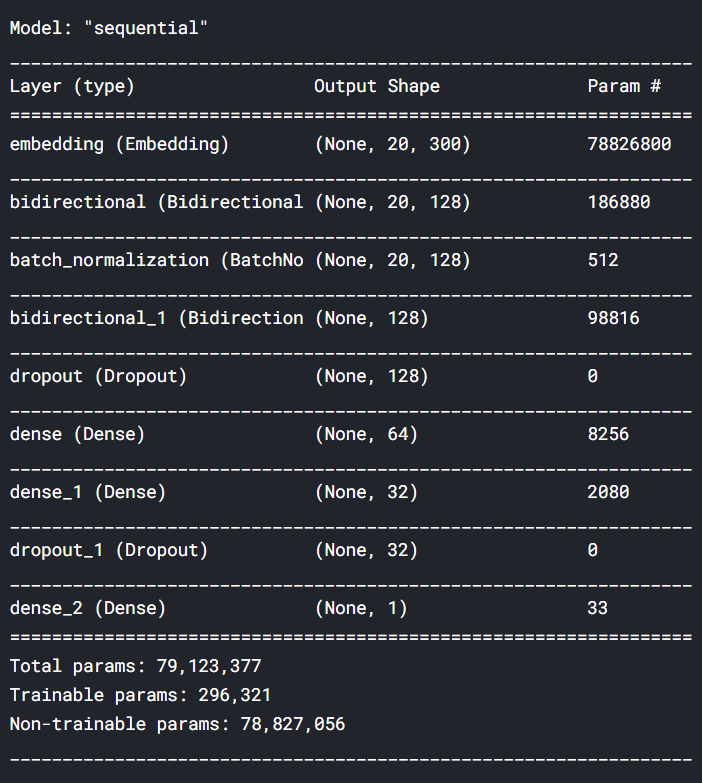 Model: "sequential"
_________________________________________________________________
Layer (type)                 Output Shape              Param #
=================================================================
embedding (Embedding)        (None, 20, 300)           78826800
_________________________________________________________________
bidirectional (Bidirectional (None, 20, 128)           186880
_________________________________________________________________
batch_normalization (BatchNo (None, 20, 128)           512
_________________________________________________________________
bidirectional_1 (Bidirection (None, 128)               98816
_________________________________________________________________
dropout (Dropout)            (None, 128)               0
_________________________________________________________________
dense (Dense)                (None, 64)                8256
_________________________________________________________________
dense_1 (Dense)              (None, 32)                2080
_________________________________________________________________
dropout_1 (Dropout)          (None, 32)                0
_________________________________________________________________
dense_2 (Dense)              (None, 1)                 33
=================================================================
Total params: 79,123,377
Trainable params: 296,321
Non-trainable params: 78,827,056
_________________________________________________________________